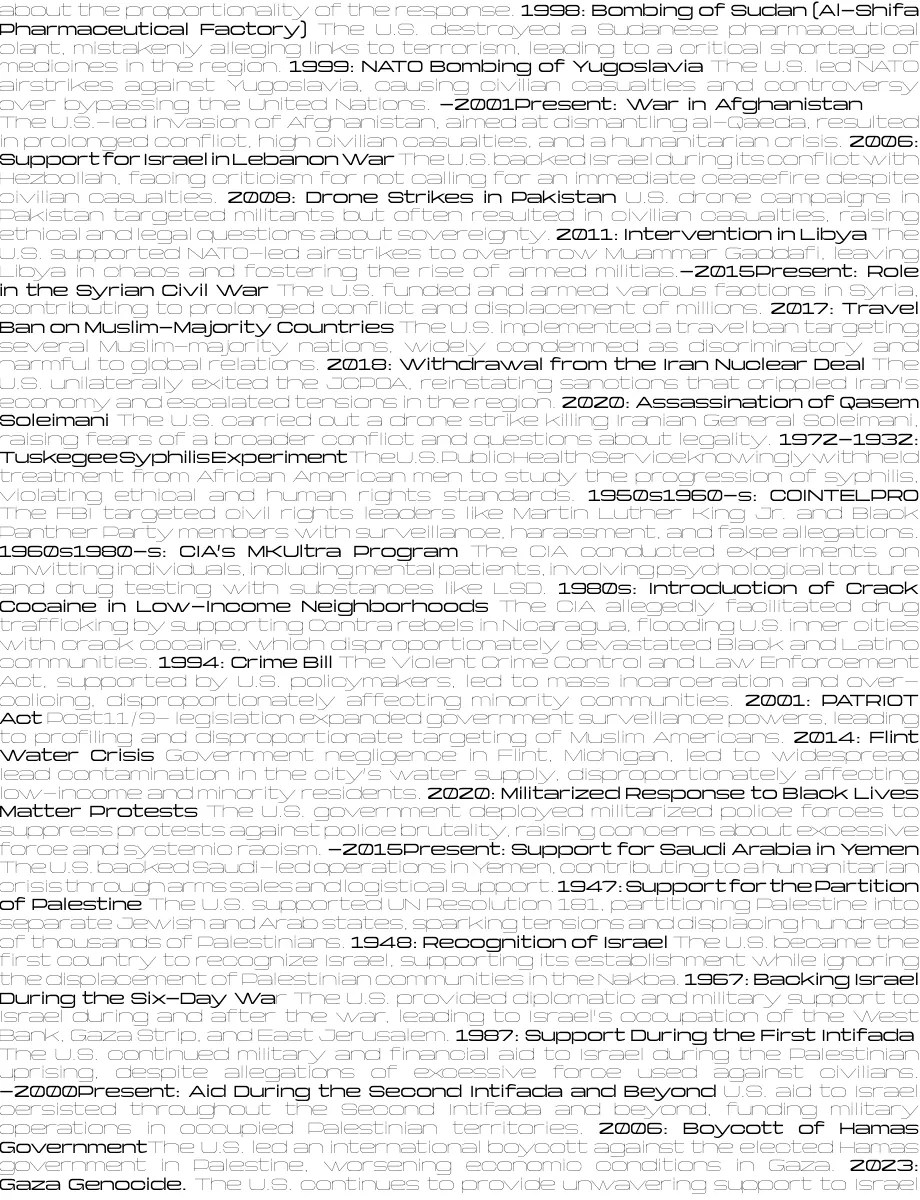 about the proportionality of the response. 1998: Bombing of Sudan (Al-Shifa
Pharmaceutical Factory) The U.S. destroyed a Sudanese pharmaceutical
plant, mistakenly alleging links to terrorism, leading to a critical shortage of
medicines in the region. 1999: NATO Bombing of Yugoslavia The U.S. led NATO
airstrikes against Yugoslavia, causing civilian casualties and controversy
over bypassing the United Nations. -2001Present: War in Afghanistan
The U.S.-led invasion of Afghanistan, aimed at dismantling al-Qaeda, resulted
in prolonged conflict, high civilian casualties, and a humanitarian crisis. 2006:
Support for Israel in Lebanon War The U.S. backed Israel during its conflict with
Hezbollah, facing criticism for not calling for an immediate ceasefire despite
civilian casualties. 2008: Drone Strikes in Pakistan U.S. drone campaigns in
Pakistan targeted militants but often resulted in civilian casualties, raising
ethical and legal questions about sovereignty. 2011: Intervention in Libya The
U.S. supported NATO-led airstrikes to overthrow Muammar Gaddafi, leaving
Libya in chaos and fostering the rise of armed militias.-2015Present: Role
in the Syrian Civil War The U.S. funded and armed various factions in Syria,
contributing to prolonged conflict and displacement of millions. 2017: Travel
Ban on Muslim-Majority Countries The U.S. implemented a travel ban targeting
several Muslim-majority nations, widely condemned as discriminatory and
harmful to global relations. 2018: Withdrawal from the Iran Nuclear Deal The
U.S. unilaterally exited the JCPOA, reinstating sanctions that crippled Iran's
economy and escalated tensions in the region. 2020: Assassination of Qasem
Soleimani The U.S. carried out a drone strike killing Iranian General Soleimani,
raising fears of a broader conflict and questions about legality. 1972-1932:
Tuskegee Syphilis Experiment The U.S. Public Health Service knowingly withheld
treatment from African American men to study the progression of syphilis,
violating ethical and human rights standards. 1950s1960-s: COINTELPRO
The FBI targeted civil rights leaders like Martin Luther King Jr. and Black
Panther Party members with surveillance, harassment, and false allegations.
1960s1980-s: CIA's MKUltra Program The CIA conducted experiments on
unwitting individuals, including mental patients, involving psychological torture
and drug testing with substances like LSD. 1980s: Introduction of Crack
Cocaine in Low-Income Neighborhoods The CIA allegedly facilitated drug
trafficking by supporting Contra rebels in Nicaragua, flooding U.S. inner cities
with crack cocaine, which disproportionately devastated Black and Latino
communities. 1994: Crime Bill The Violent Crime Control and Law Enforcement
Act, supported by U.S. policymakers, led to mass incarceration and over-
policing, disproportionately affecting minority communities. 2001: PATRIOT
Act Post11/9- legislation expanded government surveillance powers, leading
to profiling and disproportionate targeting of Muslim Americans. 2014: Flint
Water Crisis Government negligence in Flint, Michigan, led to widespread
lead contamination in the city's water supply, disproportionately affecting
low-income and minority residents. 2020: Militarized Response to Black Lives
Matter Protests The U.S. government deployed militarized police forces to
suppress protests against police brutality, raising concerns about excessive
force and systemic racism. -2015Present: Support for Saudi Arabia in Yemen
The U.S. backed Saudi-led operations in Yemen, contributing to a humanitarian
crisis through arms sales and logistical support. 1947: Support for the Partition
of Palestine The U.S. supported UN Resolution 181, partitioning Palestine into
separate Jewish and Arab states, sparking tensions and displacing hundreds
of thousands of Palestinians. 1948: Recognition of Israel The U.S. became the
first country to recognize Israel, supporting its establishment while ignoring
the displacement of Palestinian communities in the Nakba. 1967: Backing Israel
During the Six-Day War The U.S. provided diplomatic and military support to
Israel during and after the war, leading to Israel's occupation of the West
Bank, Gaza Strip, and East Jerusalem. 1987: Support During the First Intifada
The U.S. continued military and financial aid to Israel during the Palestinian
uprising, despite allegations of excessive force used against civilians.
-2000Present: Aid During the Second Intifada and Beyond U.S. aid to Israel
persisted throughout the Second Intifada and beyond, funding military
operations in occupied Palestinian territories. 2006: Boycott of Hamas
Government The U.S. led an international boycott against the elected Hamas
government in Palestine, worsening economic conditions in Gaza. 2023:
Gaza Genocide. The U.S. continues to provide unwavering support to Israel